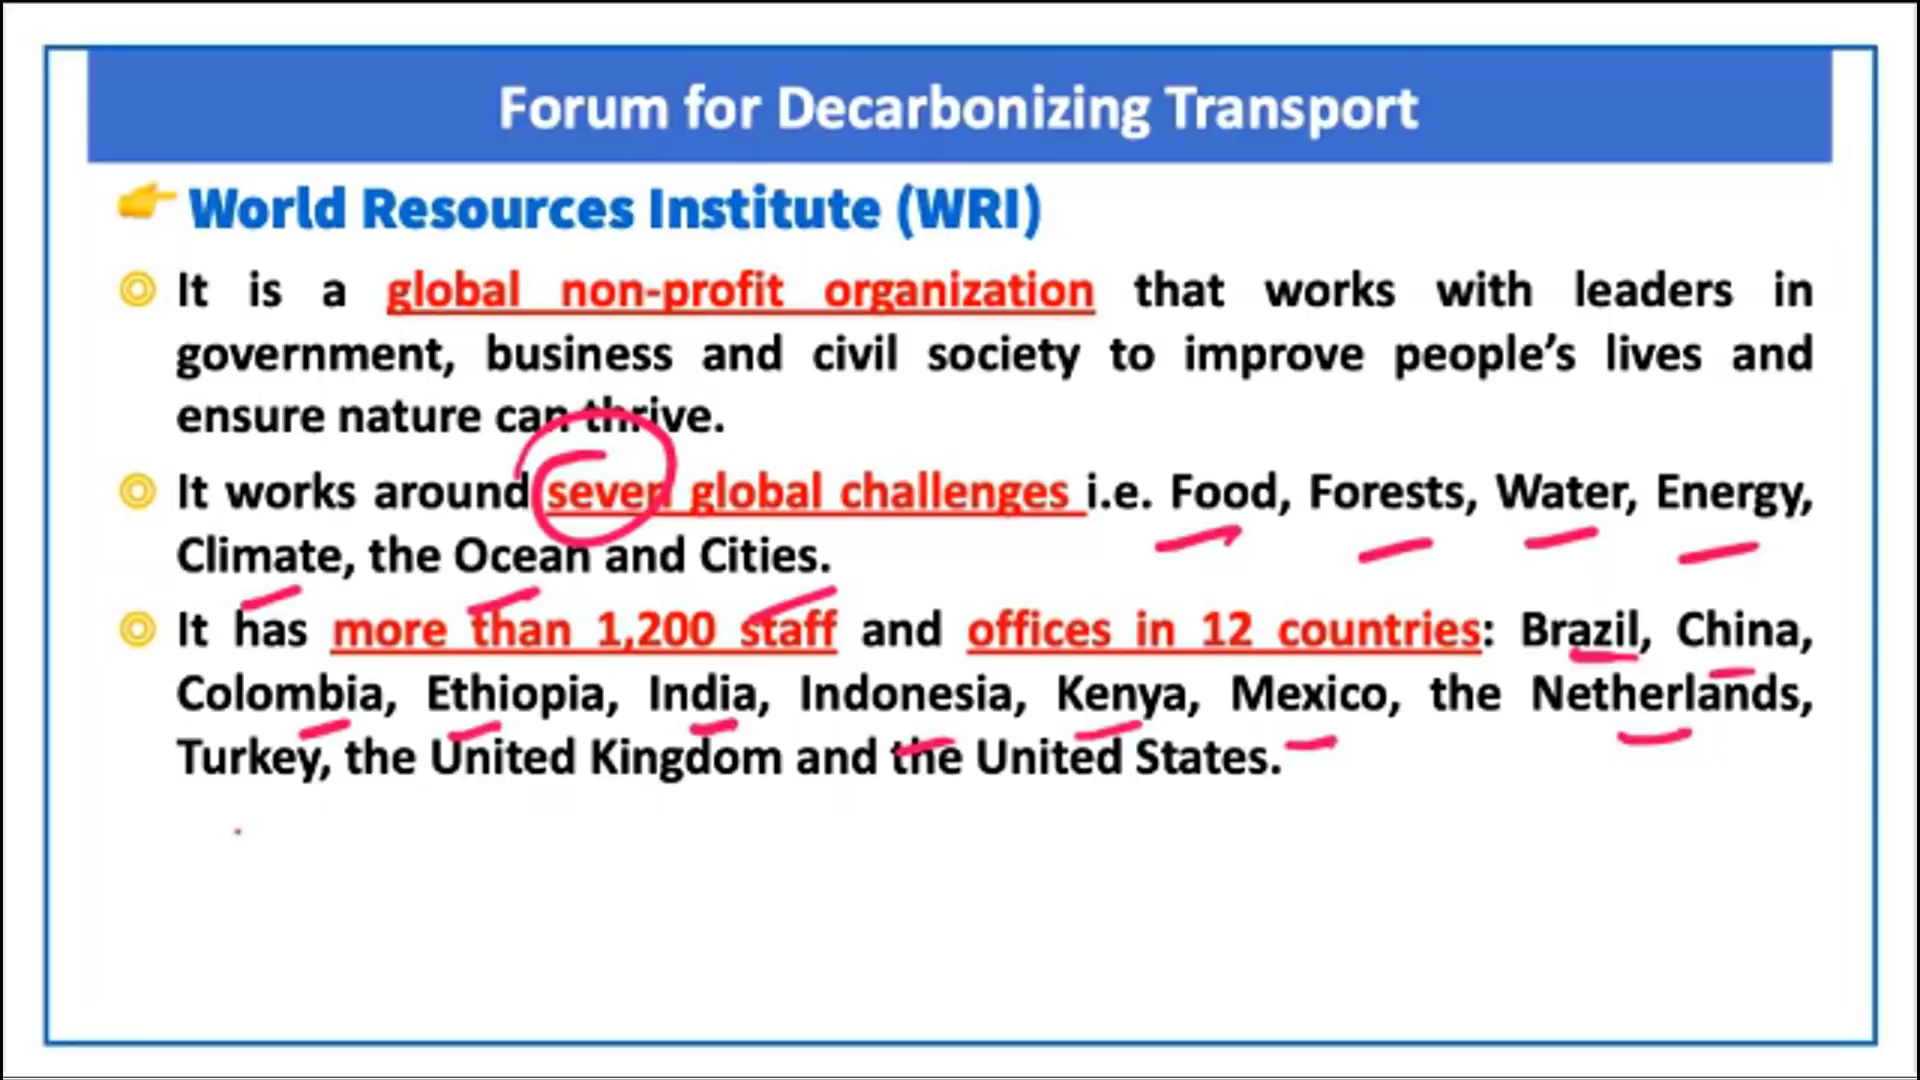 Forum for Decarbonizing Transport
World Resources Institute (WRI)
It is a global non-profit organization that works with leaders in
government, business and civil society to improve people’s lives and
ensure nature can thrive.
It works around seven global challenges i.e. Food, Forests, Water, Energy,
Climate, the Ocean and Cities.
It has more than 1,200 staff and offices in 12 countries: Brazil, China,
Colombia, Ethiopia, India, Indonesia, Kenya, Mexico, the Netherlands,
Turkey, the United Kingdom and the United States.